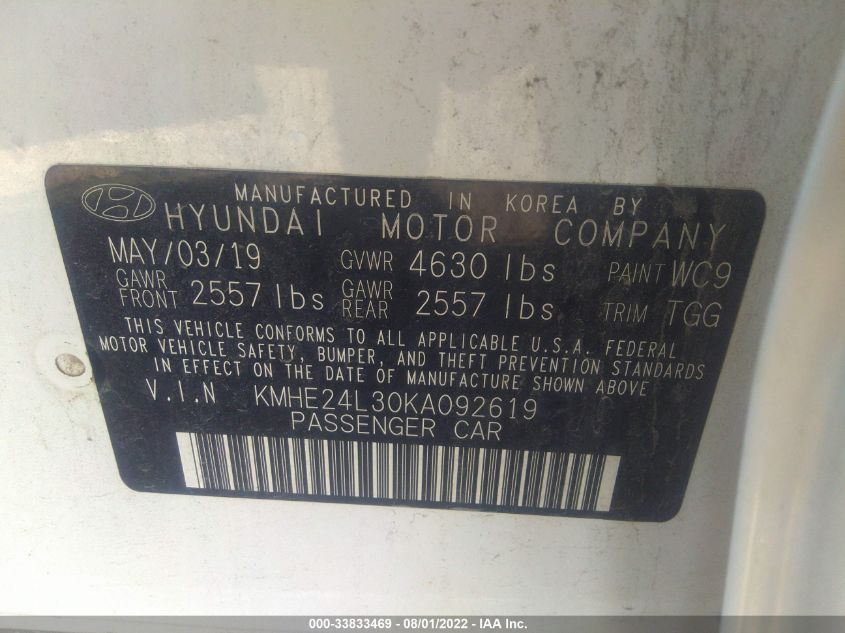 MANUFACTURED IN KOREA BY
HYUNDAI MOTOR COMPANY
MAY/03/19 GVWR 4630 lbs PAINT WC9
GAWR FRONT 2557 lbs GAWR REAR 2557 lbs TRIM TGG
THIS VEHICLE CONFORMS TO ALL APPLICABLE U.S.A. FEDERAL
MOTOR VEHICLE SAFETY, BUMPER, AND THEFT PREVENTION STANDARDS
IN EFFECT ON THE DATE OF MANUFACTURE SHOWN ABOVE
V.I.N KMHE24L30KA092619
PASSENGER CAR
000-33833469 - 08/01/2022 - IAA Inc.